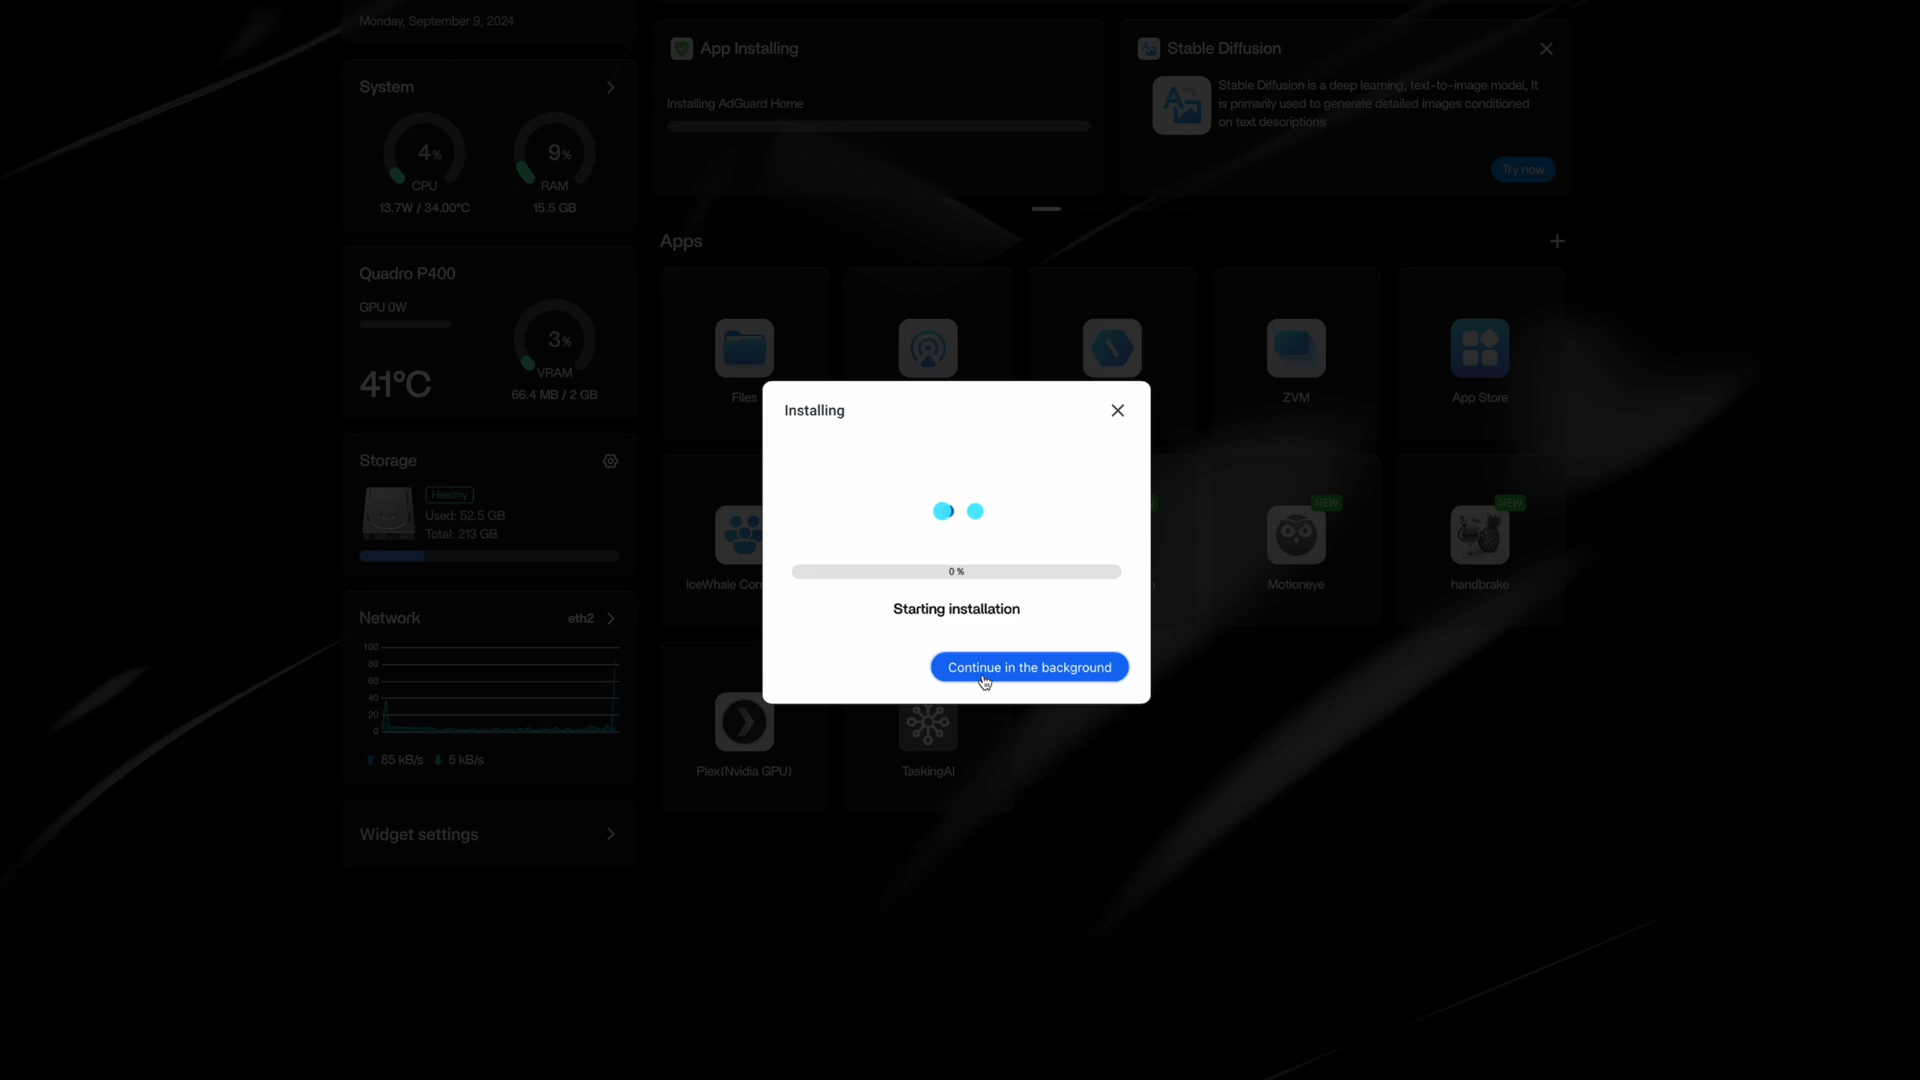 Monday, September 9, 2024
System
4%
CPU
13.7W / 34.00°C
9%
RAM
15.5 GB
Quadro P400
GPU 0W
41°C
3%
VRAM
66.4 MB / 2 GB
Storage
Healthy
Used: 52.5 GB
Total: 213 GB
Network
eth2
100
80
60
40
20
0
85 kB/s
5 kB/s
Widget settings
App Installing
Installing AdGuard Home
Stable Diffusion
Stable Diffusion is a deep learning, text-to-image model, It
is primarily used to generate detailed images conditioned
on text descriptions
Try now
Apps
Files
ZVM
App Store
IceWhale Com
NEW
Motioneye
NEW
handbrake
Plex(Nvidia GPU)
TaskingAI
Installing
0 %
Starting installation
Continue in the background